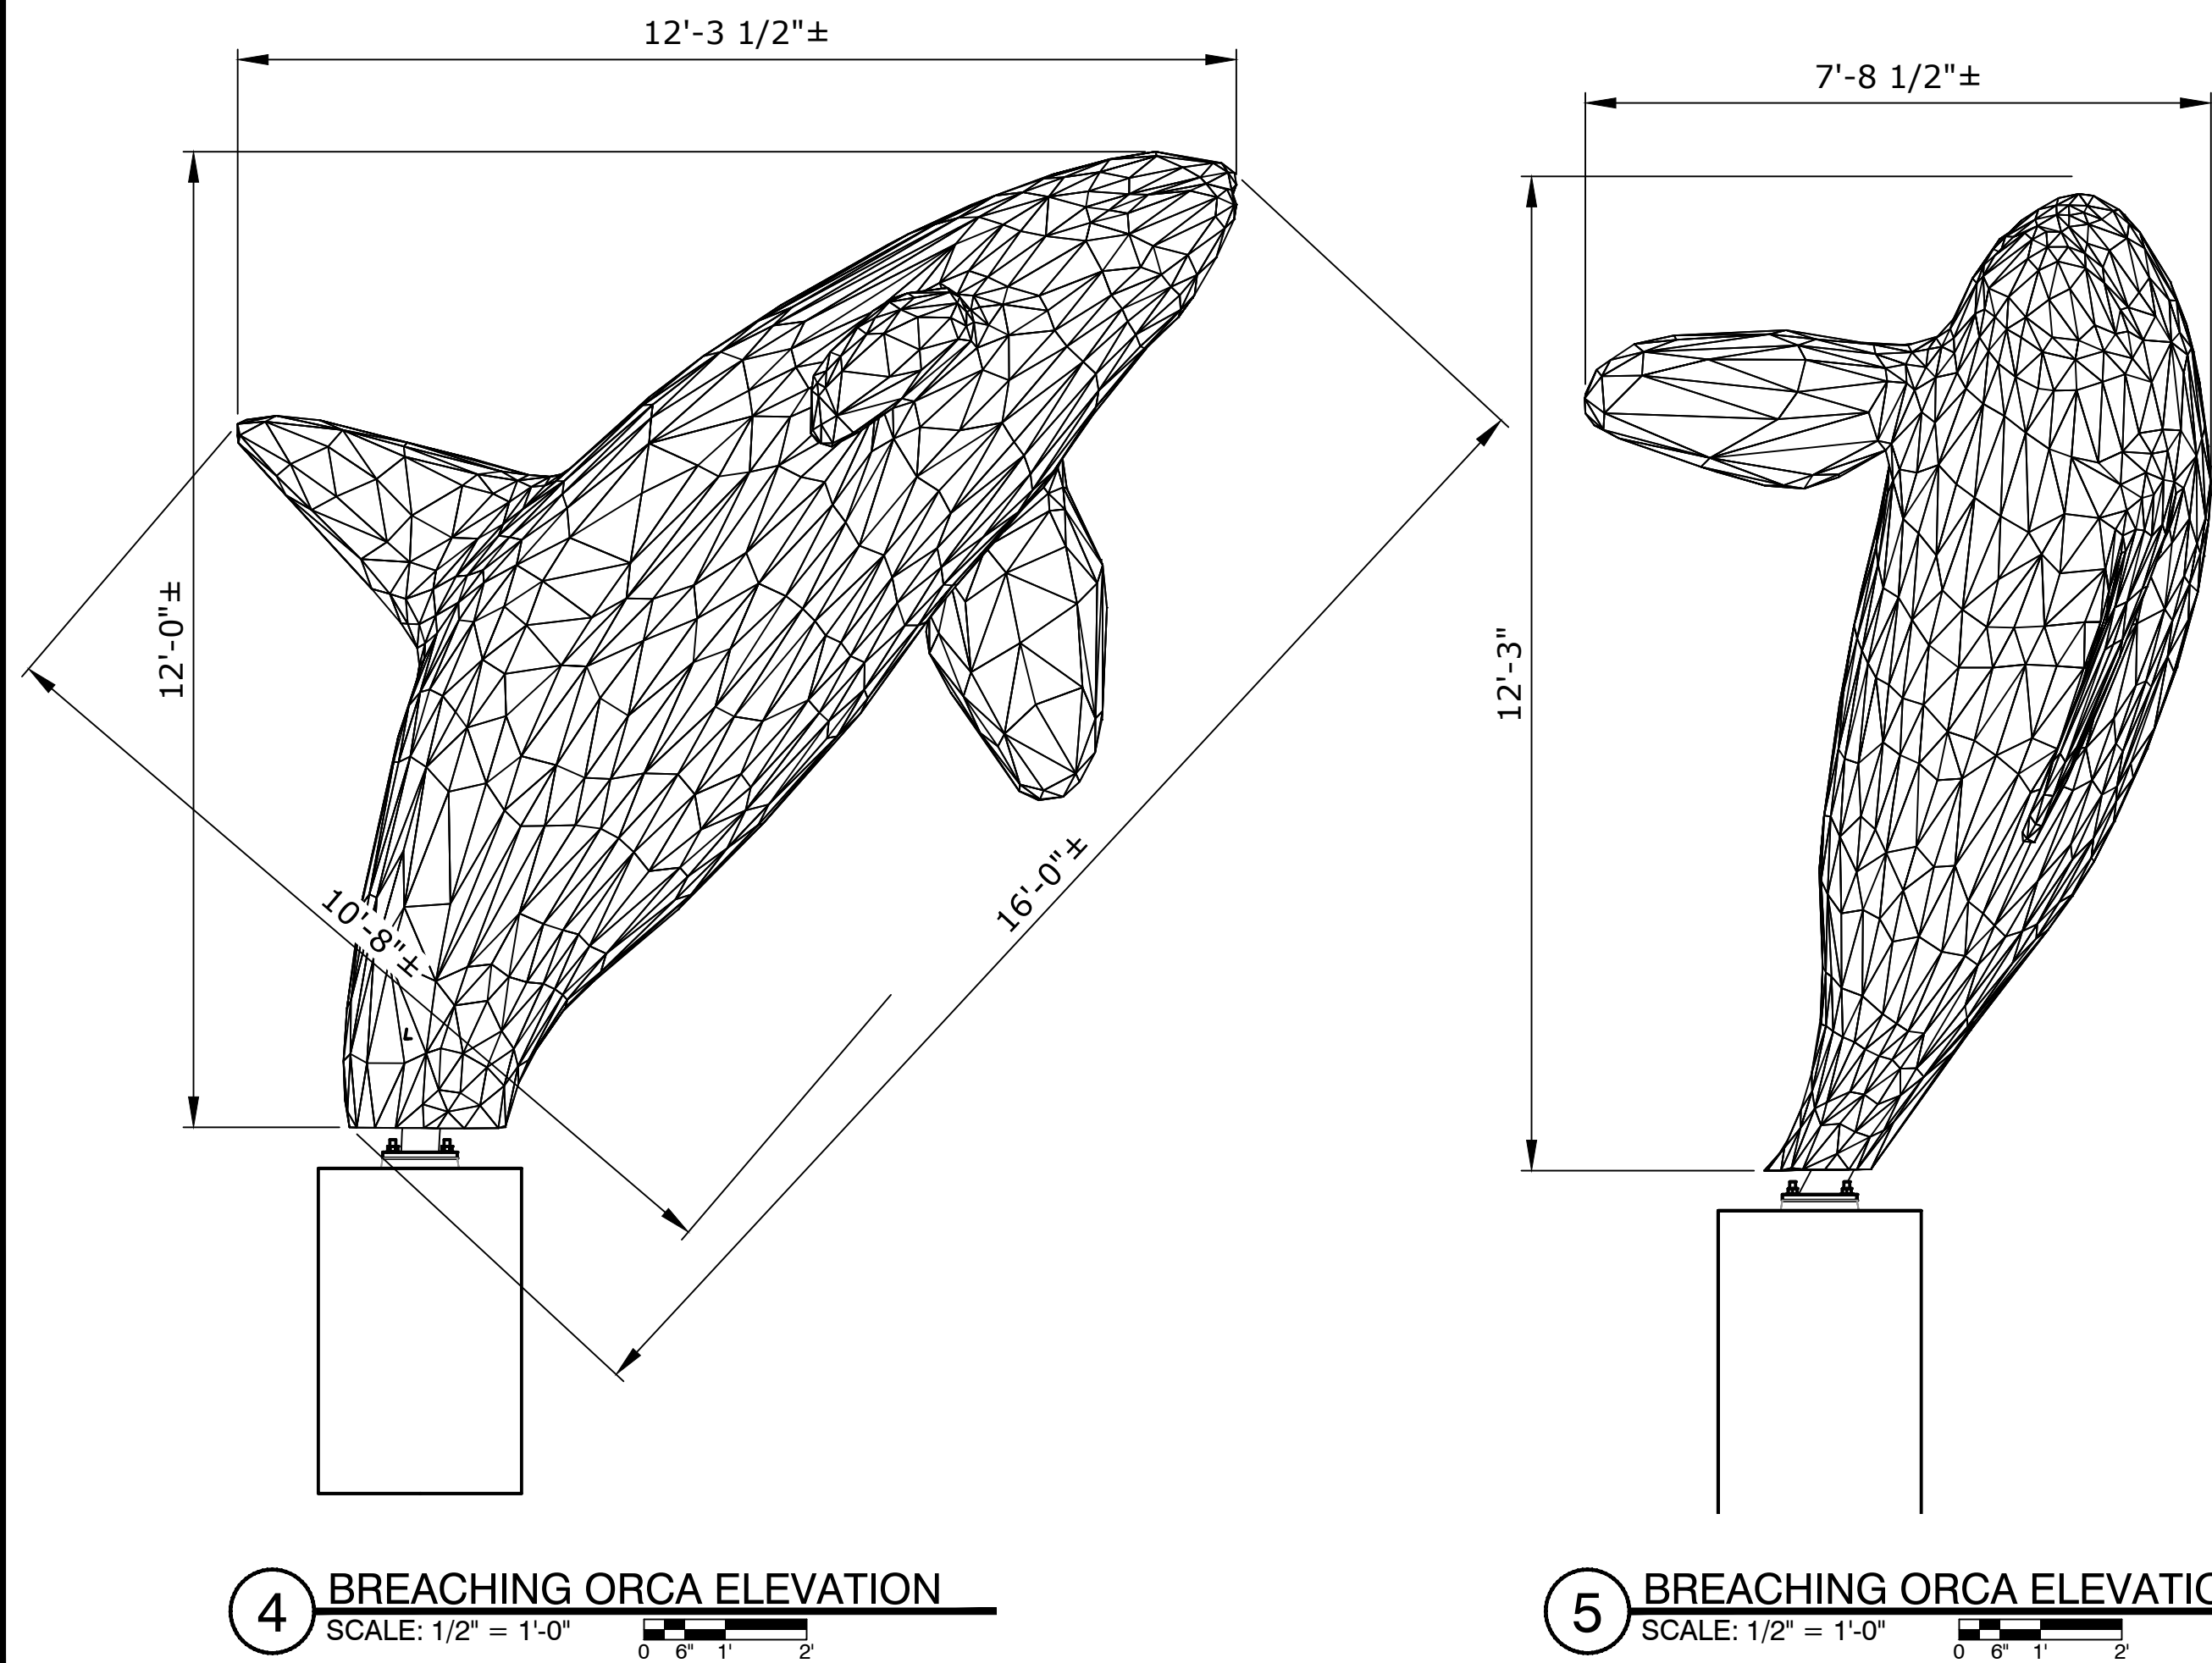 12'-3 1/2"±
7'-8 1/2"±
12'-0"±
12'-3"
10'-8"±
16'-0"±
L
4
BREACHING ORCA ELEVATION
SCALE: 1/2" = 1'-0"
0 6" 1' 2'
5
BREACHING ORCA ELEVATIO
SCALE: 1/2" = 1'-0"
0 6" 1' 2'